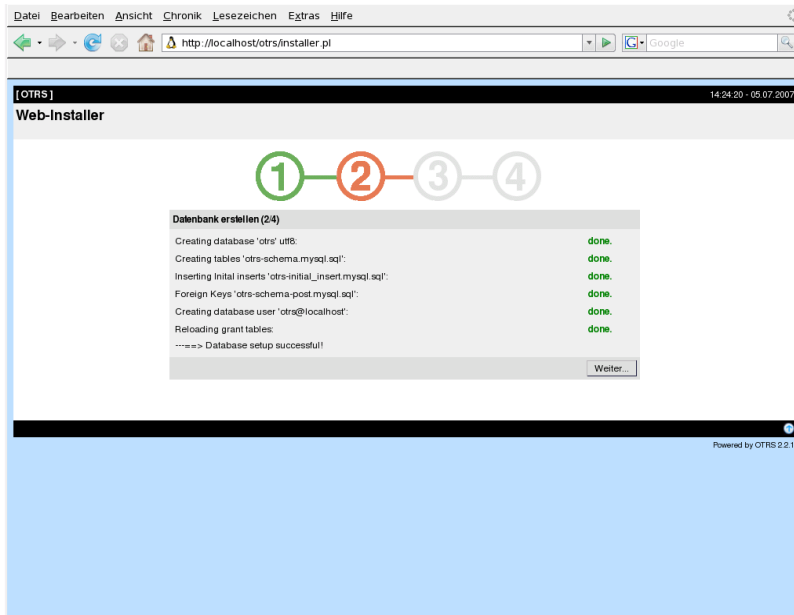 Datei Bearbeiten Ansicht Chronik Lesezeichen Extras Hilfe
http://localhost/otrs/installer.pl
G Google
[ OTRS ] 14:24:20 - 05.07.2007
Web-Installer
1 2 3 4
Datenbank erstellen (2/4)
Creating database 'otrs' utf8: done.
Creating tables 'otrs-schema.mysql.sql': done.
Inserting Inital inserts 'otrs-initial_insert.mysql.sql': done.
Foreign Keys 'otrs-schema-post.mysql.sql': done.
Creating database user 'otrs@localhost': done.
Reloading grant tables: done.
---==> Database setup successful!
Weiter...
Powered by OTRS 2.2.1